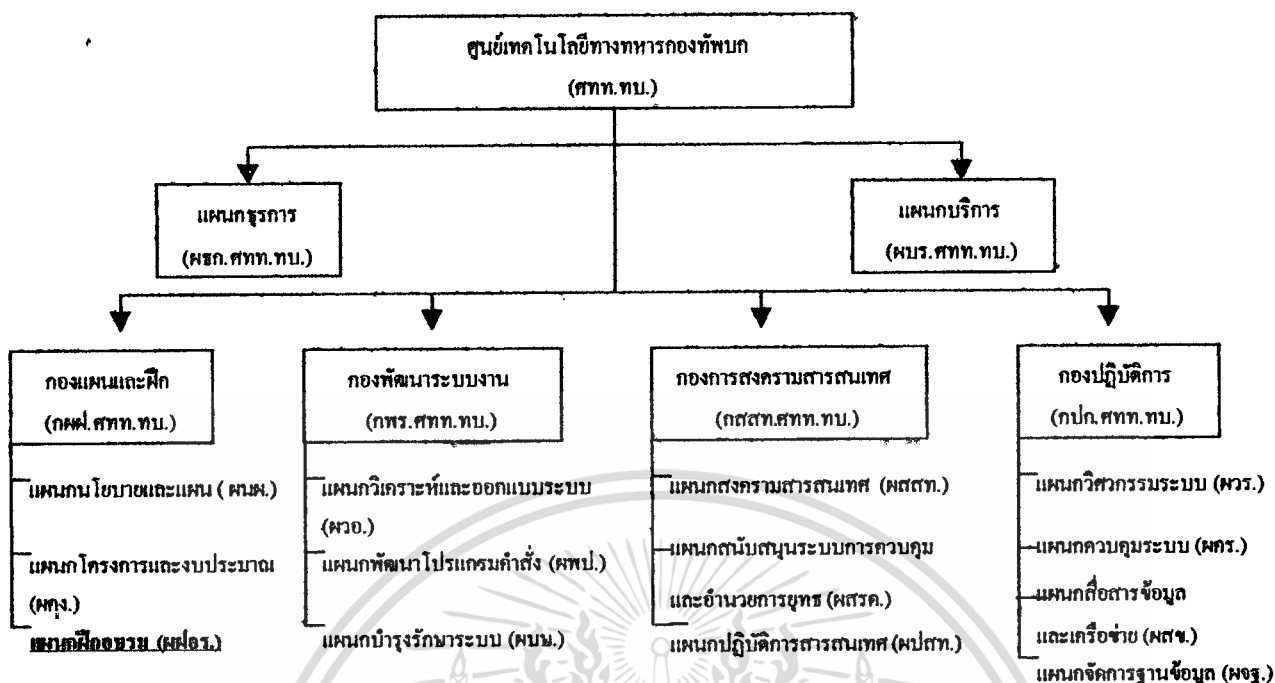 ศูนย์เทคโนโลยีทางทหารกองทัพบก
(ศทท.ทบ.)
แผนกธุรการ
(ผธก.ศทท.ทบ.)
แผนกบริการ
(ผบร.ศทท.ทบ.)
กองแผนและฝึก
(กผฝ.ศทท.ทบ.)
แผนกนโยบายและแผน (ผนผ.)
แผนกโครงการและงบประมาณ
(ผคง.)
แผนกฝึกอบรม (ผฝอร.)
กองพัฒนาระบบงาน
(กพร.ศทท.ทบ.)
แผนกวิเคราะห์และออกแบบระบบ
(ผวอ.)
แผนกพัฒนาโปรแกรมคำสั่ง (ผพป.)
แผนกบำรุงรักษาระบบ (ผบษ.)
กองการสงครามสารสนเทศ
(กสสท.ศทท.ทบ.)
แผนกสงครามสารสนเทศ (ผสสท.)
แผนกสนับสนุนระบบการควบคุม
และอำนวยการยุทธ (ผสรค.)
แผนกปฏิบัติการสารสนเทศ (ผปสท.)
กองปฏิบัติการ
(กปก.ศทท.ทบ.)
แผนกวิศวกรรมระบบ (ผวร.)
แผนกควบคุมระบบ (ผคร.)
แผนกสื่อสารข้อมูล
และเครือข่าย (ผสข.)
แผนกจัดการฐานข้อมูล (ผจฐ.)